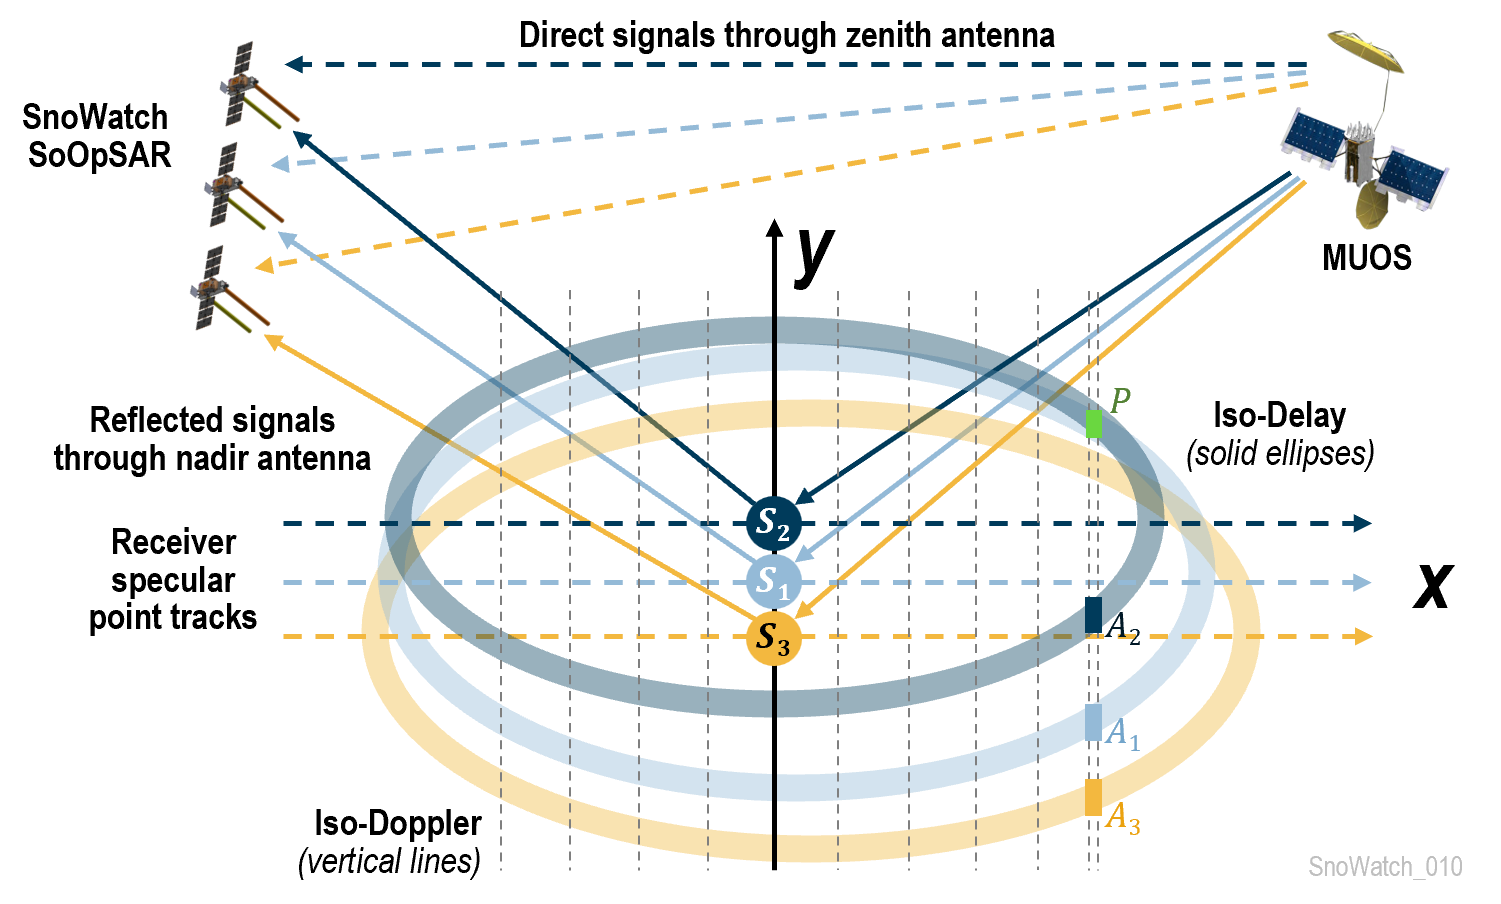 Direct signals through zenith antenna
SnoWatch
SoOpSAR
MUOS
y
P
Iso-Delay
(solid ellipses)
Reflected signals
through nadir antenna
S2
Receiver
specular
point tracks
S1
x
S3
A2
A1
A3
Iso-Doppler
(vertical lines)
SnoWatch_010